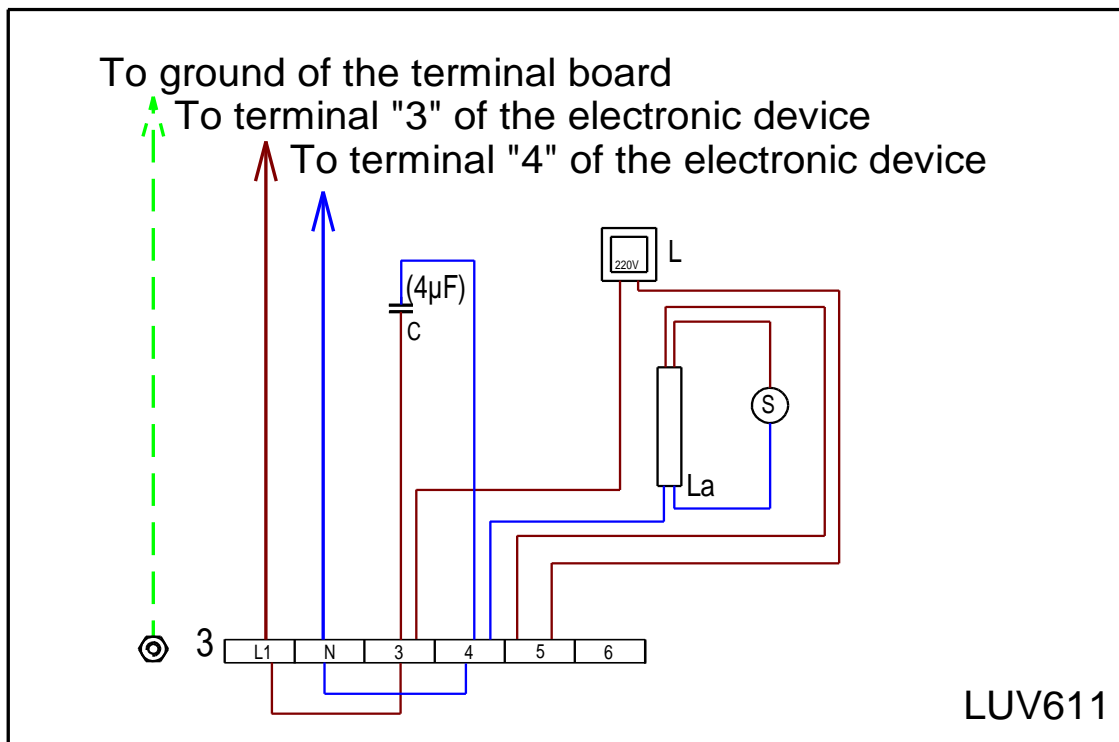 To ground of the terminal board
To terminal "3" of the electronic device
To terminal "4" of the electronic device
220V
L
(4µF)
C
S
La
3
L1 N 3 4 5 6
LUV611